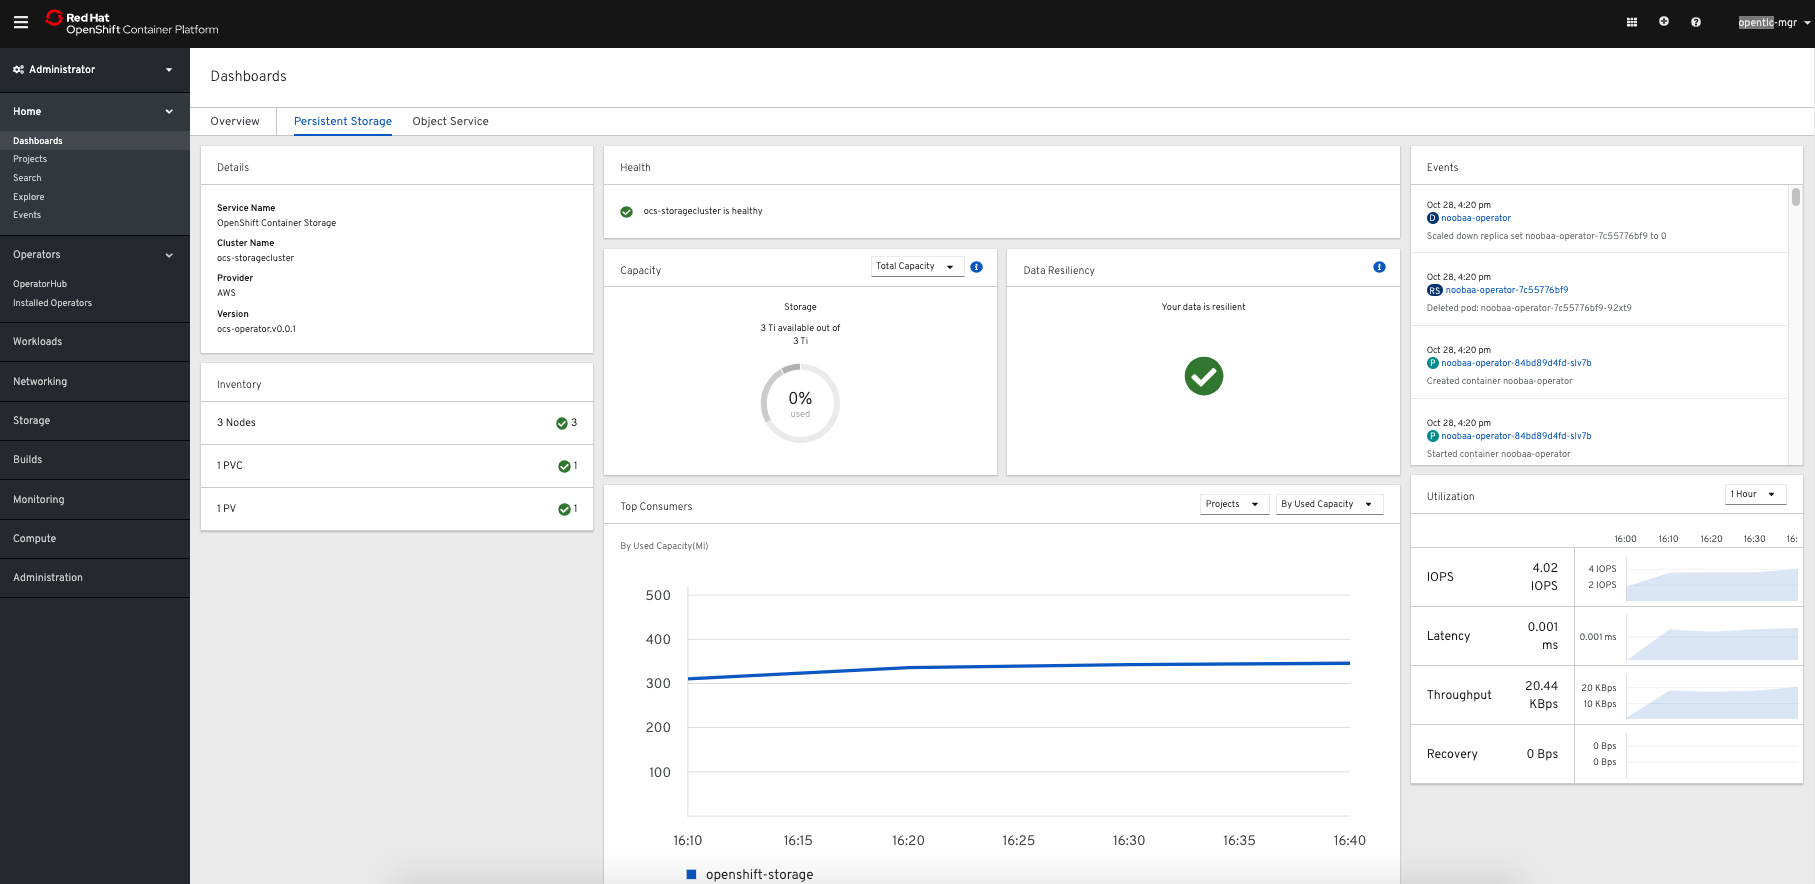 Red Hat
OpenShift Container Platform
opentlc-mgr
Administrator
Home
Dashboards
Projects
Search
Explore
Events
Operators
OperatorHub
Installed Operators
Workloads
Networking
Storage
Builds
Monitoring
Compute
Administration
Dashboards
Overview
Persistent Storage
Object Service
Details
Service Name
OpenShift Container Storage
Cluster Name
ocs-storagecluster
Provider
AWS
Version
ocs-operator.v0.0.1
Inventory
3 Nodes
3
1 PVC
1
1 PV
1
Health
ocs-storagecluster is healthy
Capacity
Total Capacity
Storage
3 Ti available out of
3 Ti
0%
used
Data Resiliency
Your data is resilient
Top Consumers
Projects
By Used Capacity
By Used Capacity(Mi)
500
400
300
200
100
16:10 16:15 16:20 16:25 16:30 16:35 16:40
openshift-storage
Events
Oct 28, 4:20 pm
D noobaa-operator
Scaled down replica set noobaa-operator-7c55776bf9 to 0
Oct 28, 4:20 pm
RS noobaa-operator-7c55776bf9
Deleted pod: noobaa-operator-7c55776bf9-92xt9
Oct 28, 4:20 pm
P noobaa-operator-84bd89d4fd-slv7b
Created container noobaa-operator
Oct 28, 4:20 pm
P noobaa-operator-84bd89d4fd-slv7b
Started container noobaa-operator
Utilization
1 Hour
16:00 16:10 16:20 16:30 16:
IOPS
4.02
IOPS
4 IOPS
2 IOPS
Latency
0.001
ms
0.001 ms
Throughput
20.44
KBps
20 KBps
10 KBps
Recovery
0 Bps
0 Bps
0 Bps